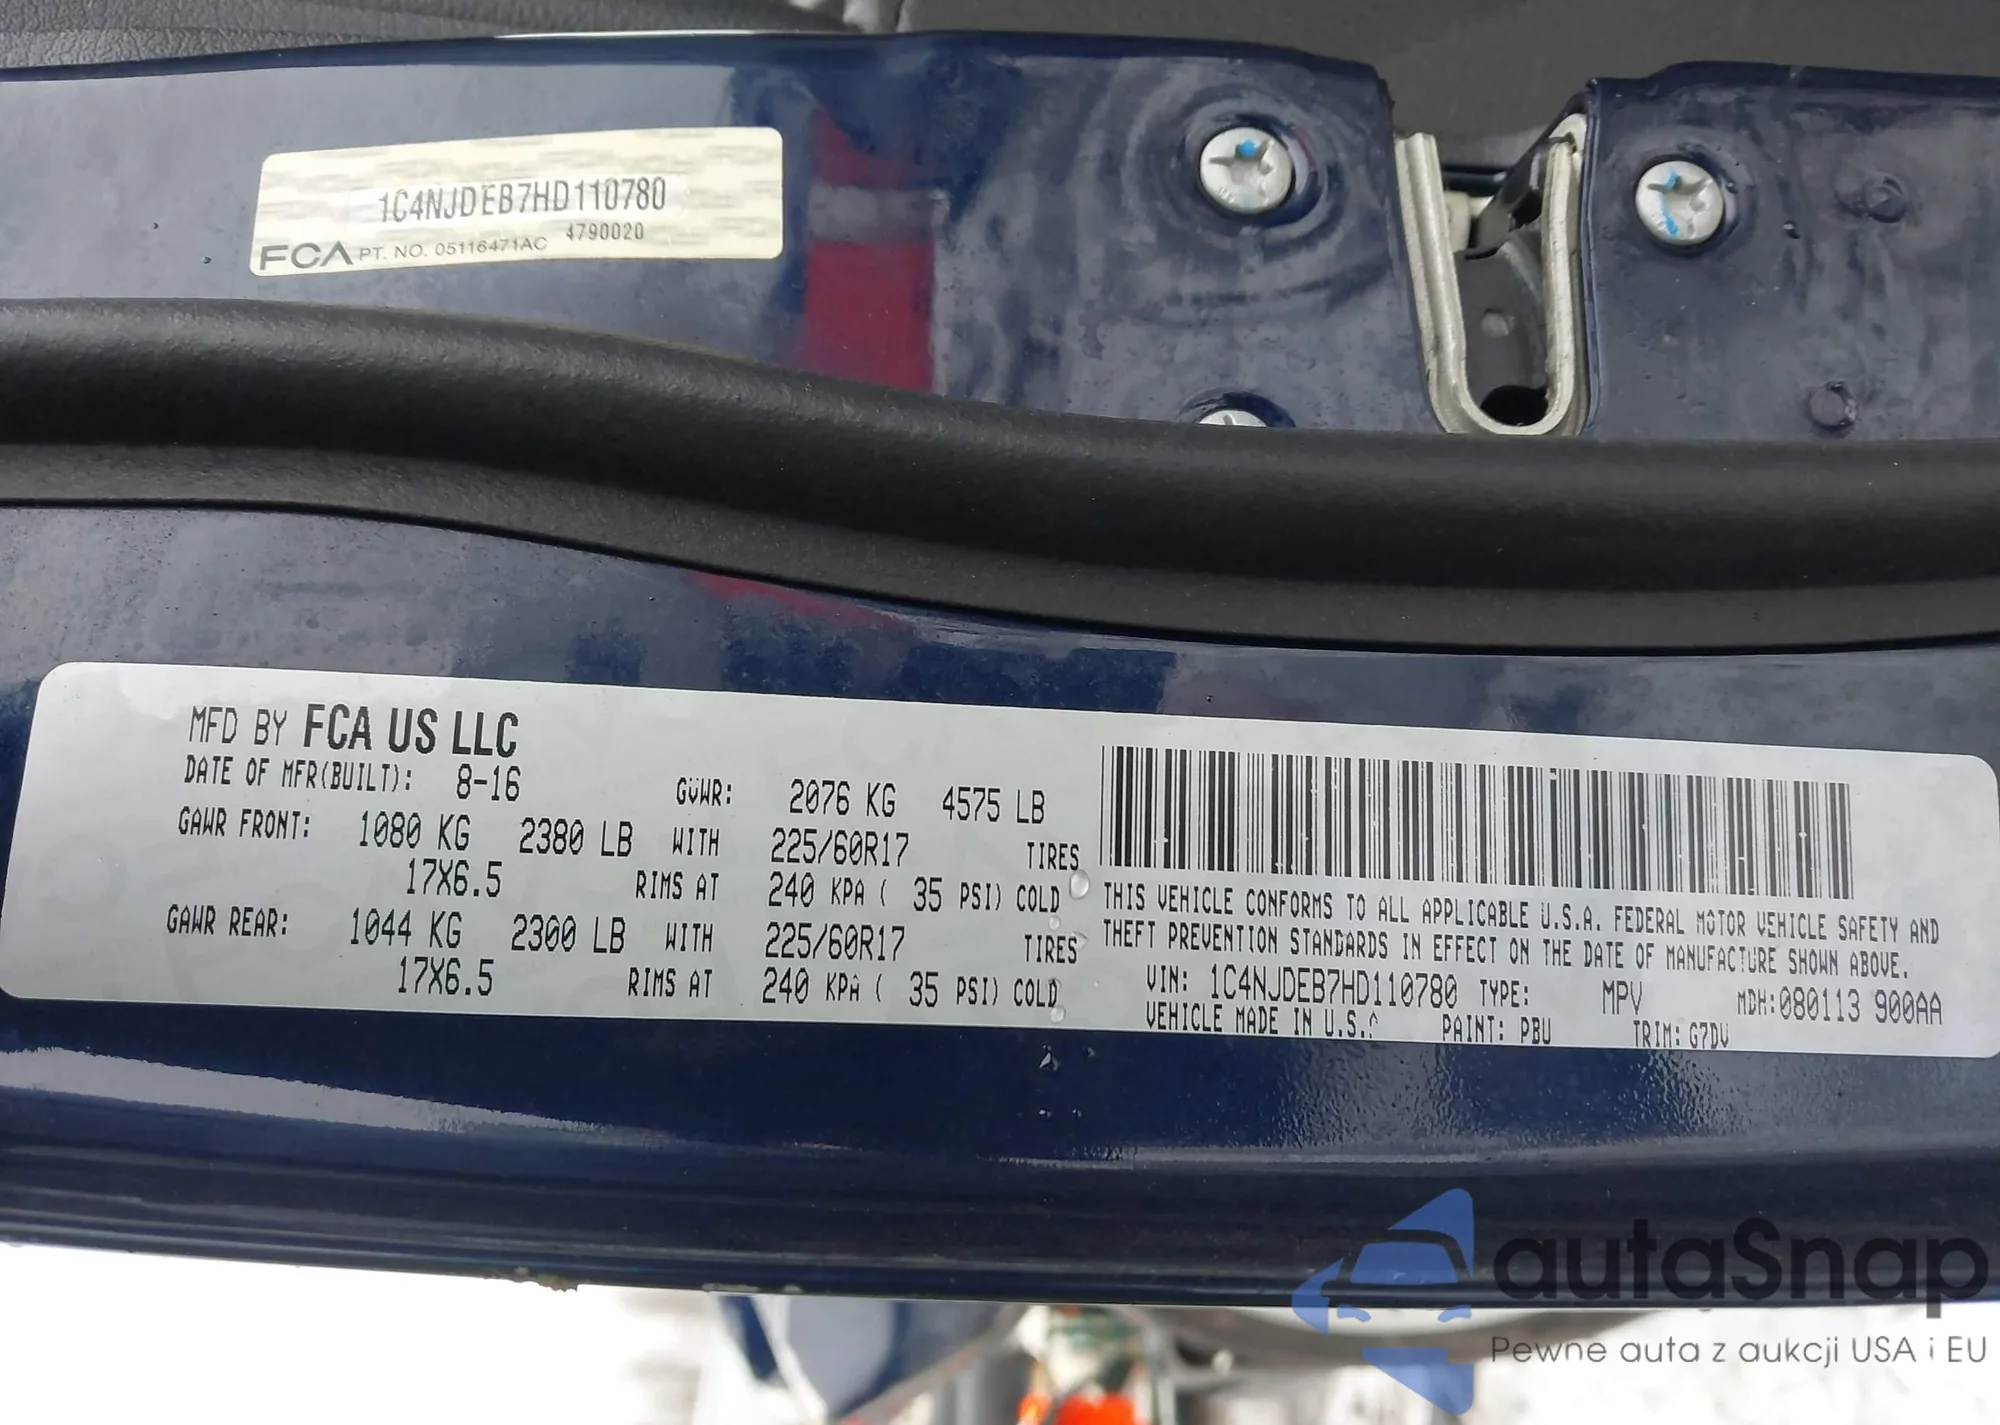 1C4NJDEB7HD110780
4790020
FCA PT. NO. 05116471AC
MFD BY FCA US LLC
DATE OF MFR(BUILT): 8-16 GVWR: 2076 KG 4575 LB
GAWR FRONT: 1080 KG 2380 LB WITH 225/60R17 TIRES
17X6.5 RIMS AT 240 KPA ( 35 PSI) COLD
GAWR REAR: 1044 KG 2300 LB WITH 225/60R17 TIRES
17X6.5 RIMS AT 240 KPA ( 35 PSI) COLD
THIS VEHICLE CONFORMS TO ALL APPLICABLE U.S.A. FEDERAL MOTOR VEHICLE SAFETY AND
THEFT PREVENTION STANDARDS IN EFFECT ON THE DATE OF MANUFACTURE SHOWN ABOVE.
VIN: 1C4NJDEB7HD110780 TYPE: MPV MDH:080113 900AA
VEHICLE MADE IN U.S.A PAINT: PBU TRIM: G7DV
autaSnap
Pewne auta z aukcji USA i EU